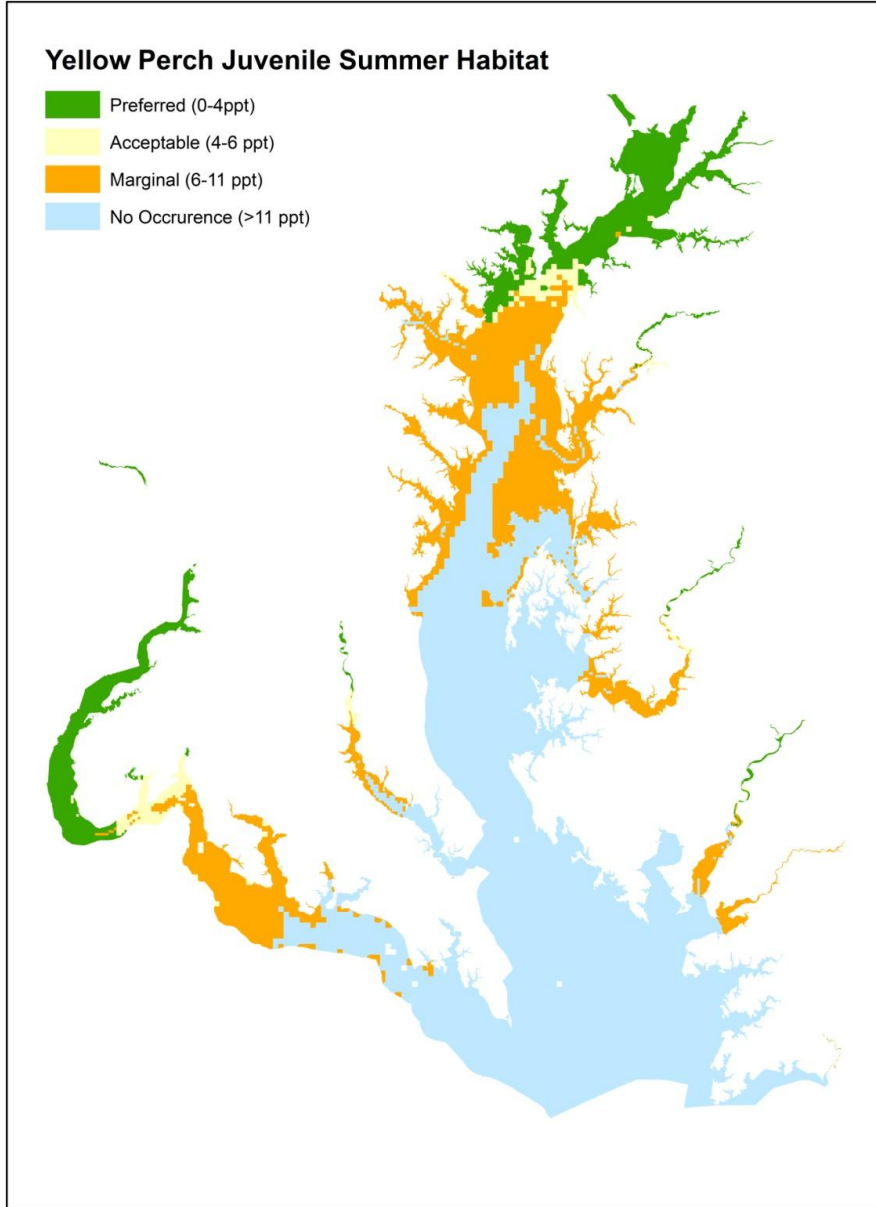 Yellow Perch Juvenile Summer Habitat
Preferred (0-4ppt)
Acceptable (4-6 ppt)
Marginal (6-11 ppt)
No Occrurence (>11 ppt)